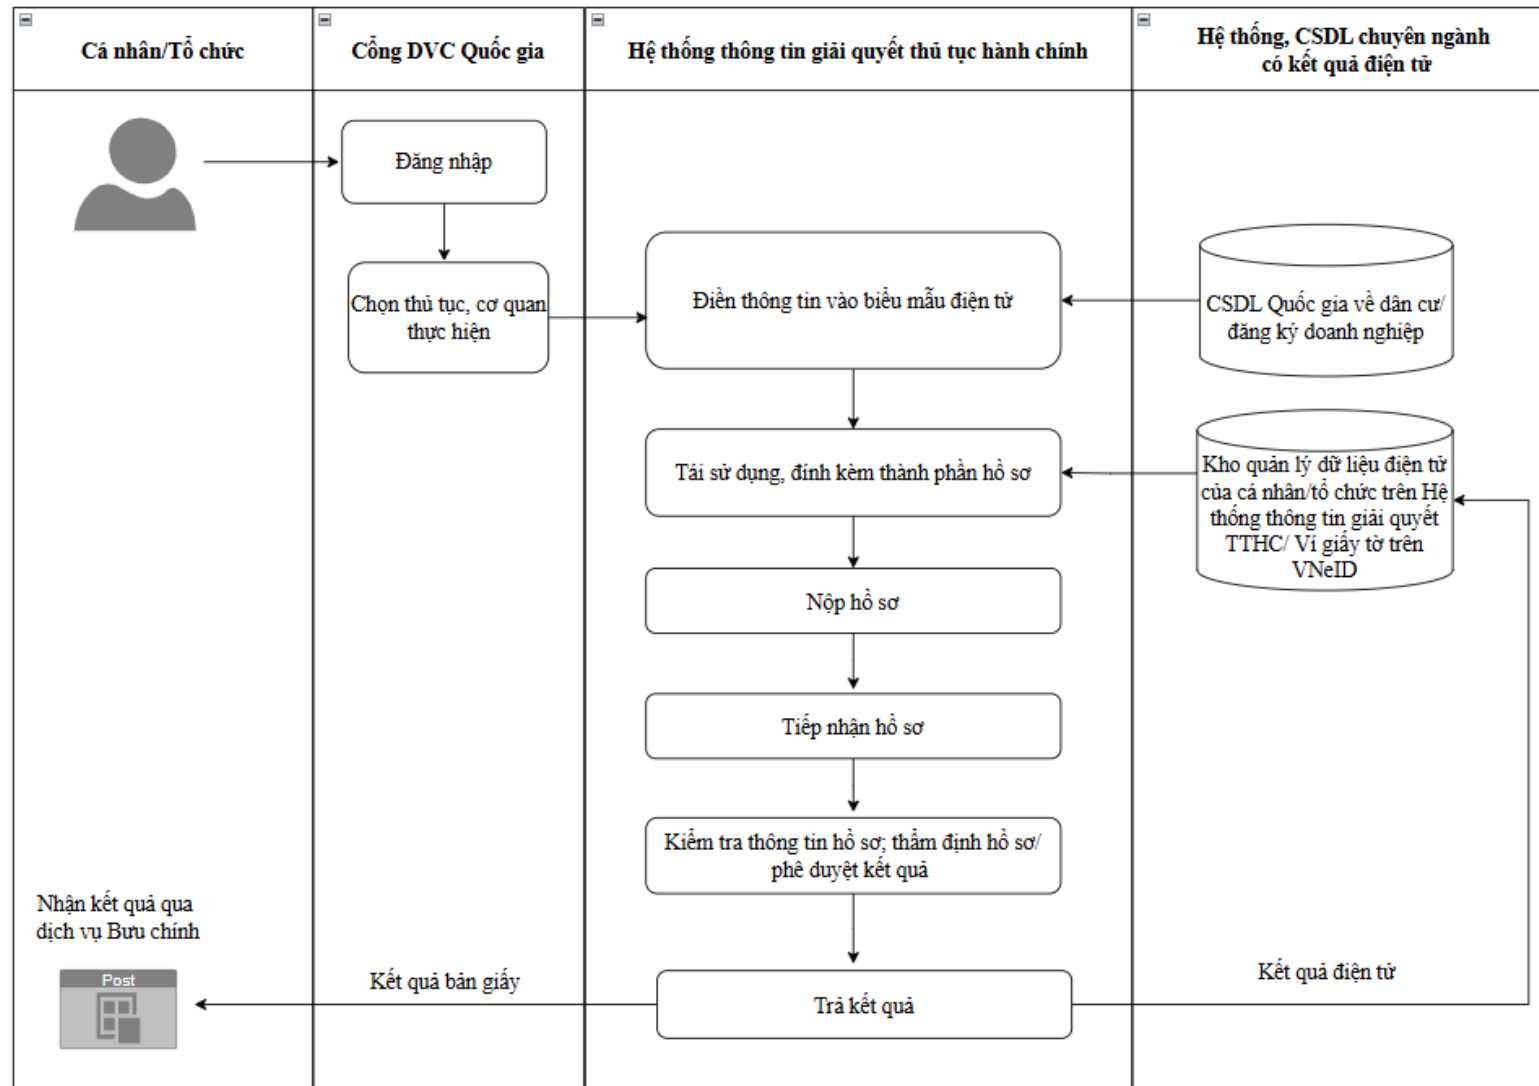 Cá nhân/Tổ chức
Cổng DVC Quốc gia
Hệ thống thông tin giải quyết thủ tục hành chính
Hệ thống, CSDL chuyên ngành
có kết quả điện tử
Đăng nhập
Chọn thủ tục, cơ quan
thực hiện
Điền thông tin vào biểu mẫu điện tử
CSDL Quốc gia về dân cư/
đăng ký doanh nghiệp
Tái sử dụng, đính kèm thành phần hồ sơ
Kho quản lý dữ liệu điện tử
của cá nhân/tổ chức trên Hệ
thống thông tin giải quyết
TTHC/ Ví giấy tờ trên
VNeID
Nộp hồ sơ
Tiếp nhận hồ sơ
Kiểm tra thông tin hồ sơ; thẩm định hồ sơ/
phê duyệt kết quả
Nhận kết quả qua
dịch vụ Bưu chính
Post
Kết quả bản giấy
Trả kết quả
Kết quả điện tử